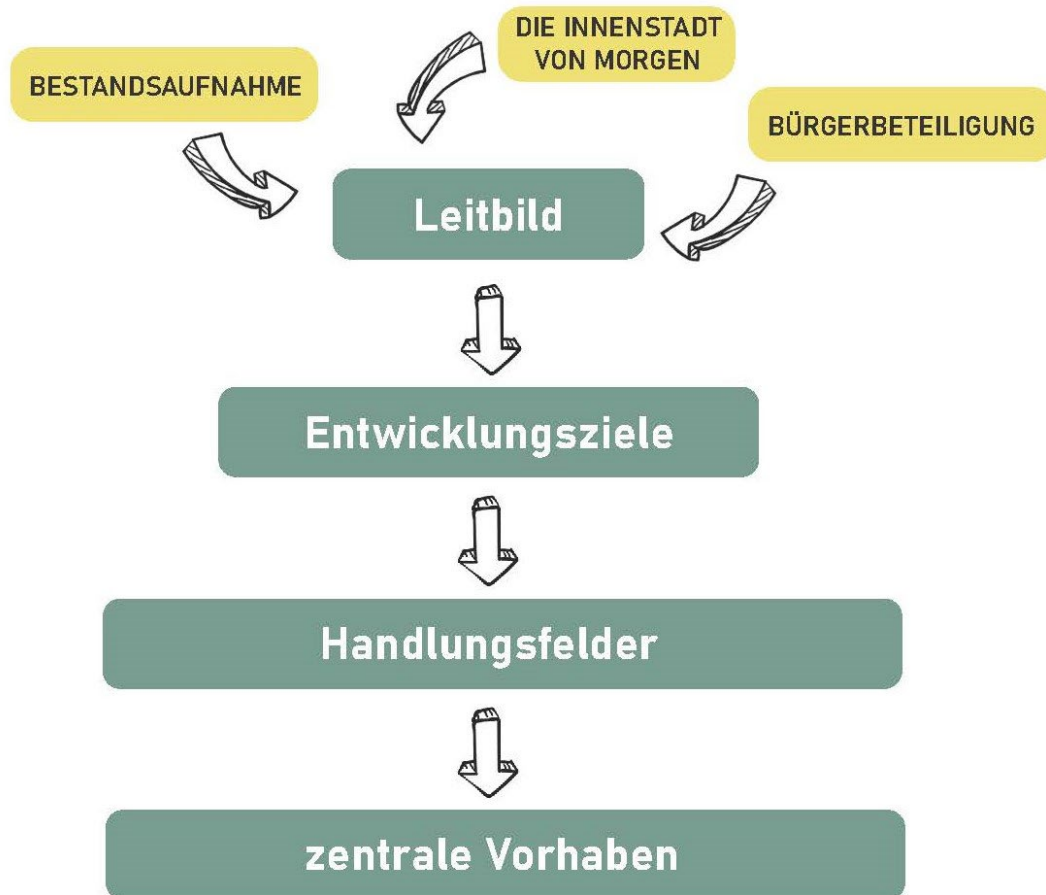 DIE INNENSTADT
VON MORGEN
BESTANDSAUFNAHME
BÜRGERBETEILIGUNG
Leitbild
Entwicklungsziele
Handlungsfelder
zentrale Vorhaben